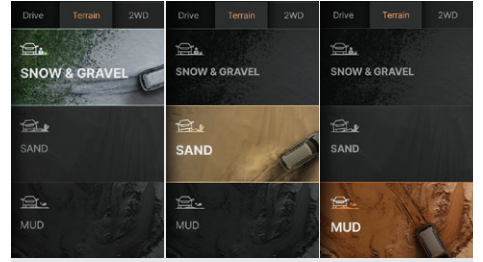 Drive Terrain 2WD
SNOW & GRAVEL
SAND
MUD
Drive Terrain 2WD
SNOW & GRAVEL
SAND
MUD
Drive Terrain 2WD
SNOW & GRAVEL
SAND
MUD